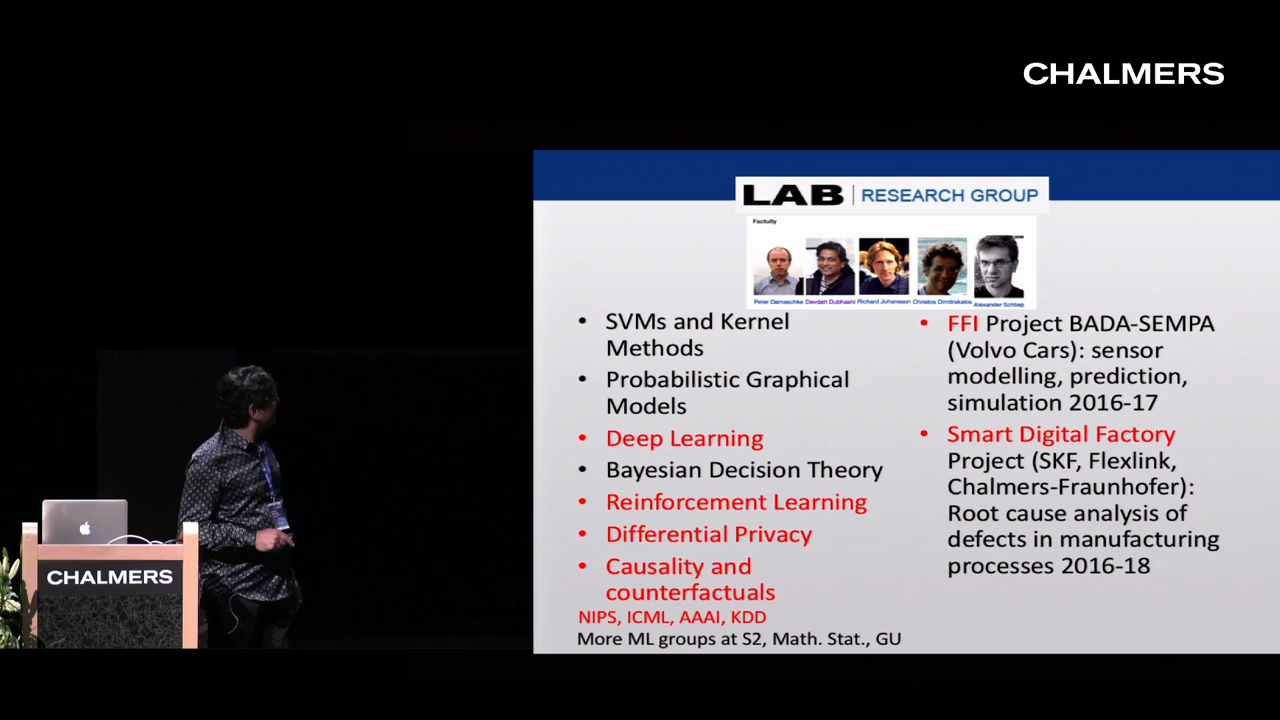 CHALMERS
LAB | RESEARCH GROUP
Factulty
Peter Damaschke Devdatt Dubhashi Richard Johansson Christos Dimitrakakis Alexander Schliep
• SVMs and Kernel
Methods
• Probabilistic Graphical
Models
• Deep Learning
• Bayesian Decision Theory
• Reinforcement Learning
• Differential Privacy
• Causality and
counterfactuals
NIPS, ICML, AAAI, KDD
More ML groups at S2, Math. Stat., GU
• FFI Project BADA-SEMPA
(Volvo Cars): sensor
modelling, prediction,
simulation 2016-17
• Smart Digital Factory
Project (SKF, Flexlink,
Chalmers-Fraunhofer):
Root cause analysis of
defects in manufacturing
processes 2016-18
CHALMERS